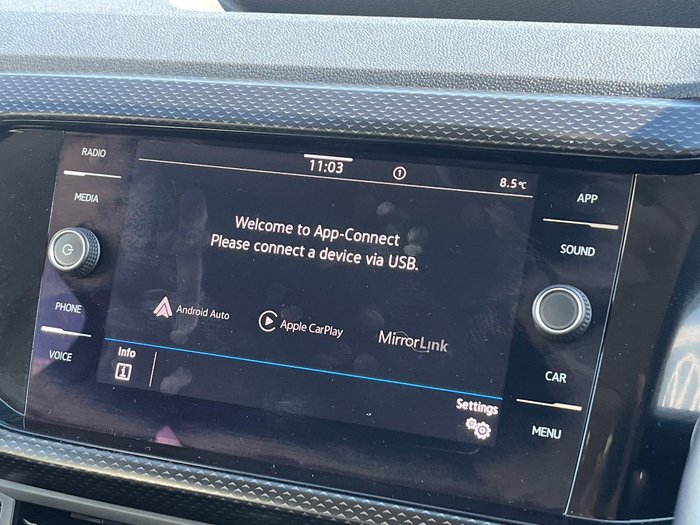 RADIO
MEDIA
PHONE
VOICE
11:03
1
8.5°C
Welcome to App-Connect
Please connect a device via USB.
Android Auto
Apple CarPlay
MirrorLink
Info
Settings
APP
SOUND
CAR
MENU